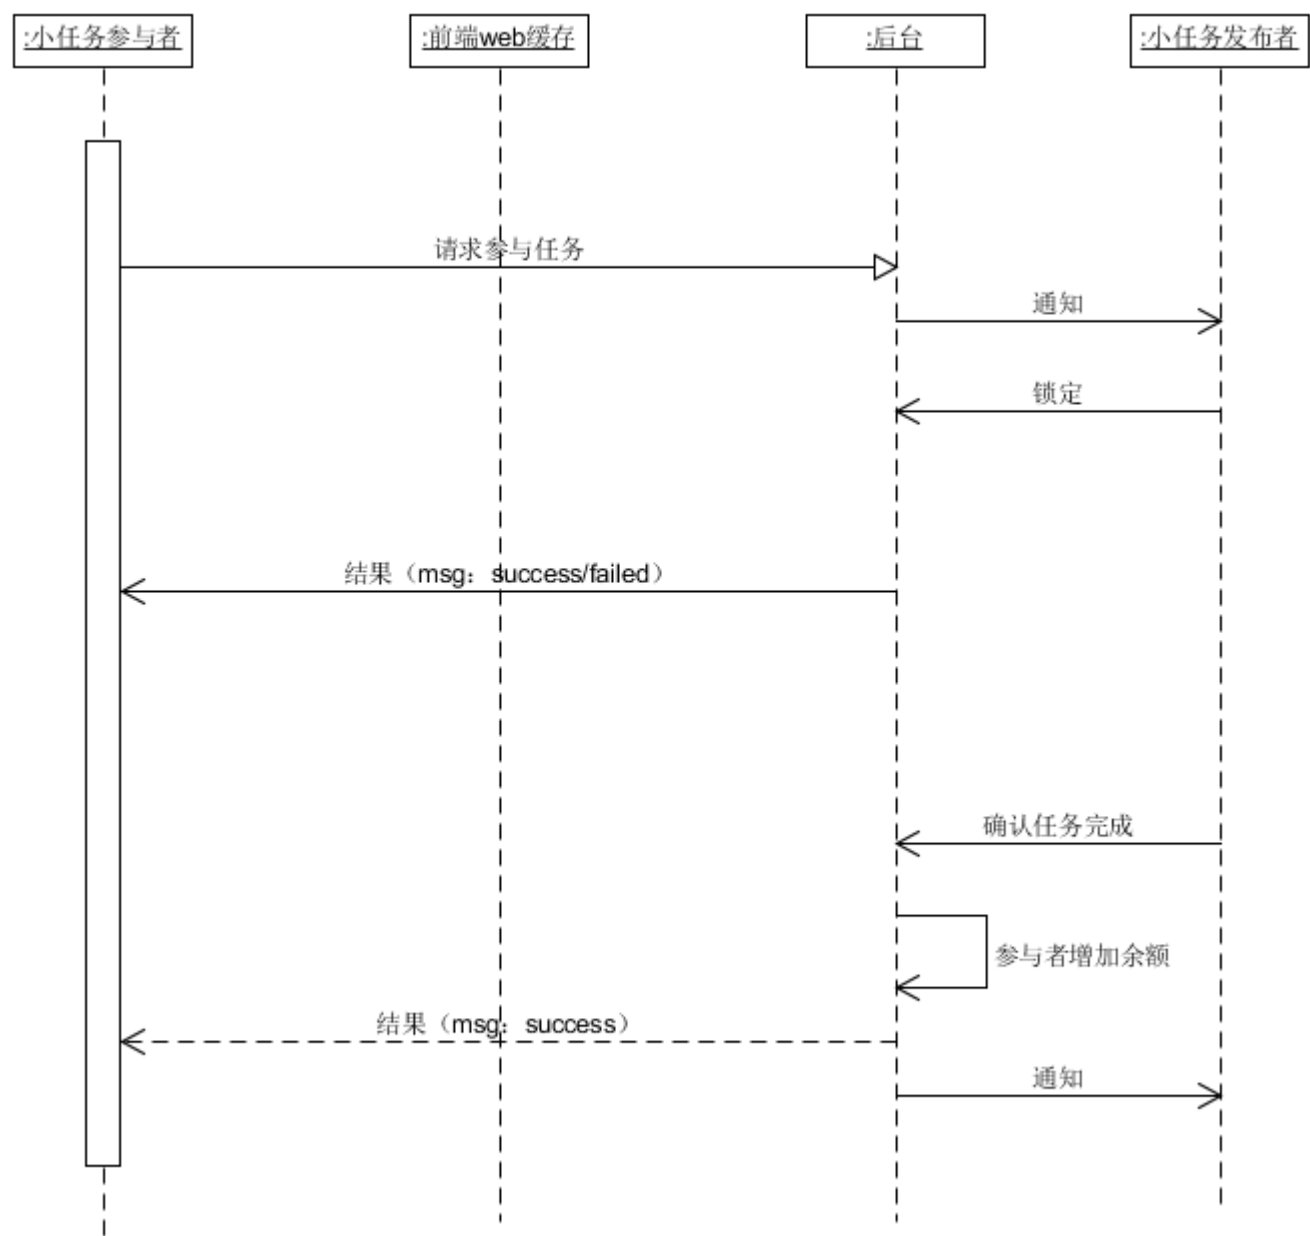 :小任务参与者
:前端web缓存
:后台
:小任务发布者
请求参与任务
通知
锁定
结果（msg：success/failed）
确认任务完成
参与者增加余额
结果（msg：success）
通知